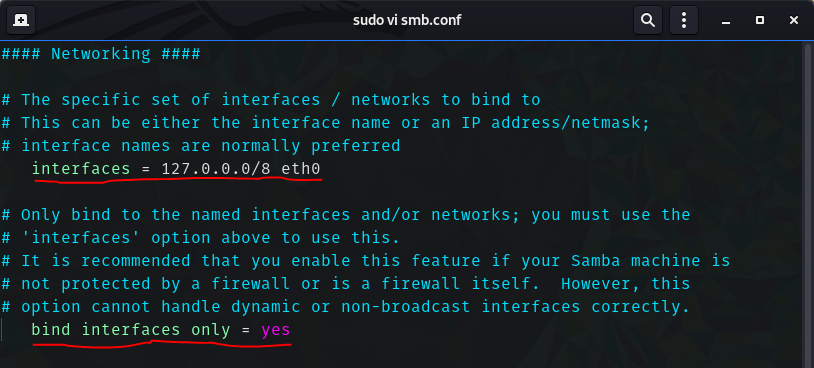 sudo vi smb.conf
#### Networking ####
# The specific set of interfaces / networks to bind to
# This can be either the interface name or an IP address/netmask;
# interface names are normally preferred
interfaces = 127.0.0.0/8 eth0
# Only bind to the named interfaces and/or networks; you must use the
# 'interfaces' option above to use this.
# It is recommended that you enable this feature if your Samba machine is
# not protected by a firewall or is a firewall itself.  However, this
# option cannot handle dynamic or non-broadcast interfaces correctly.
bind interfaces only = yes